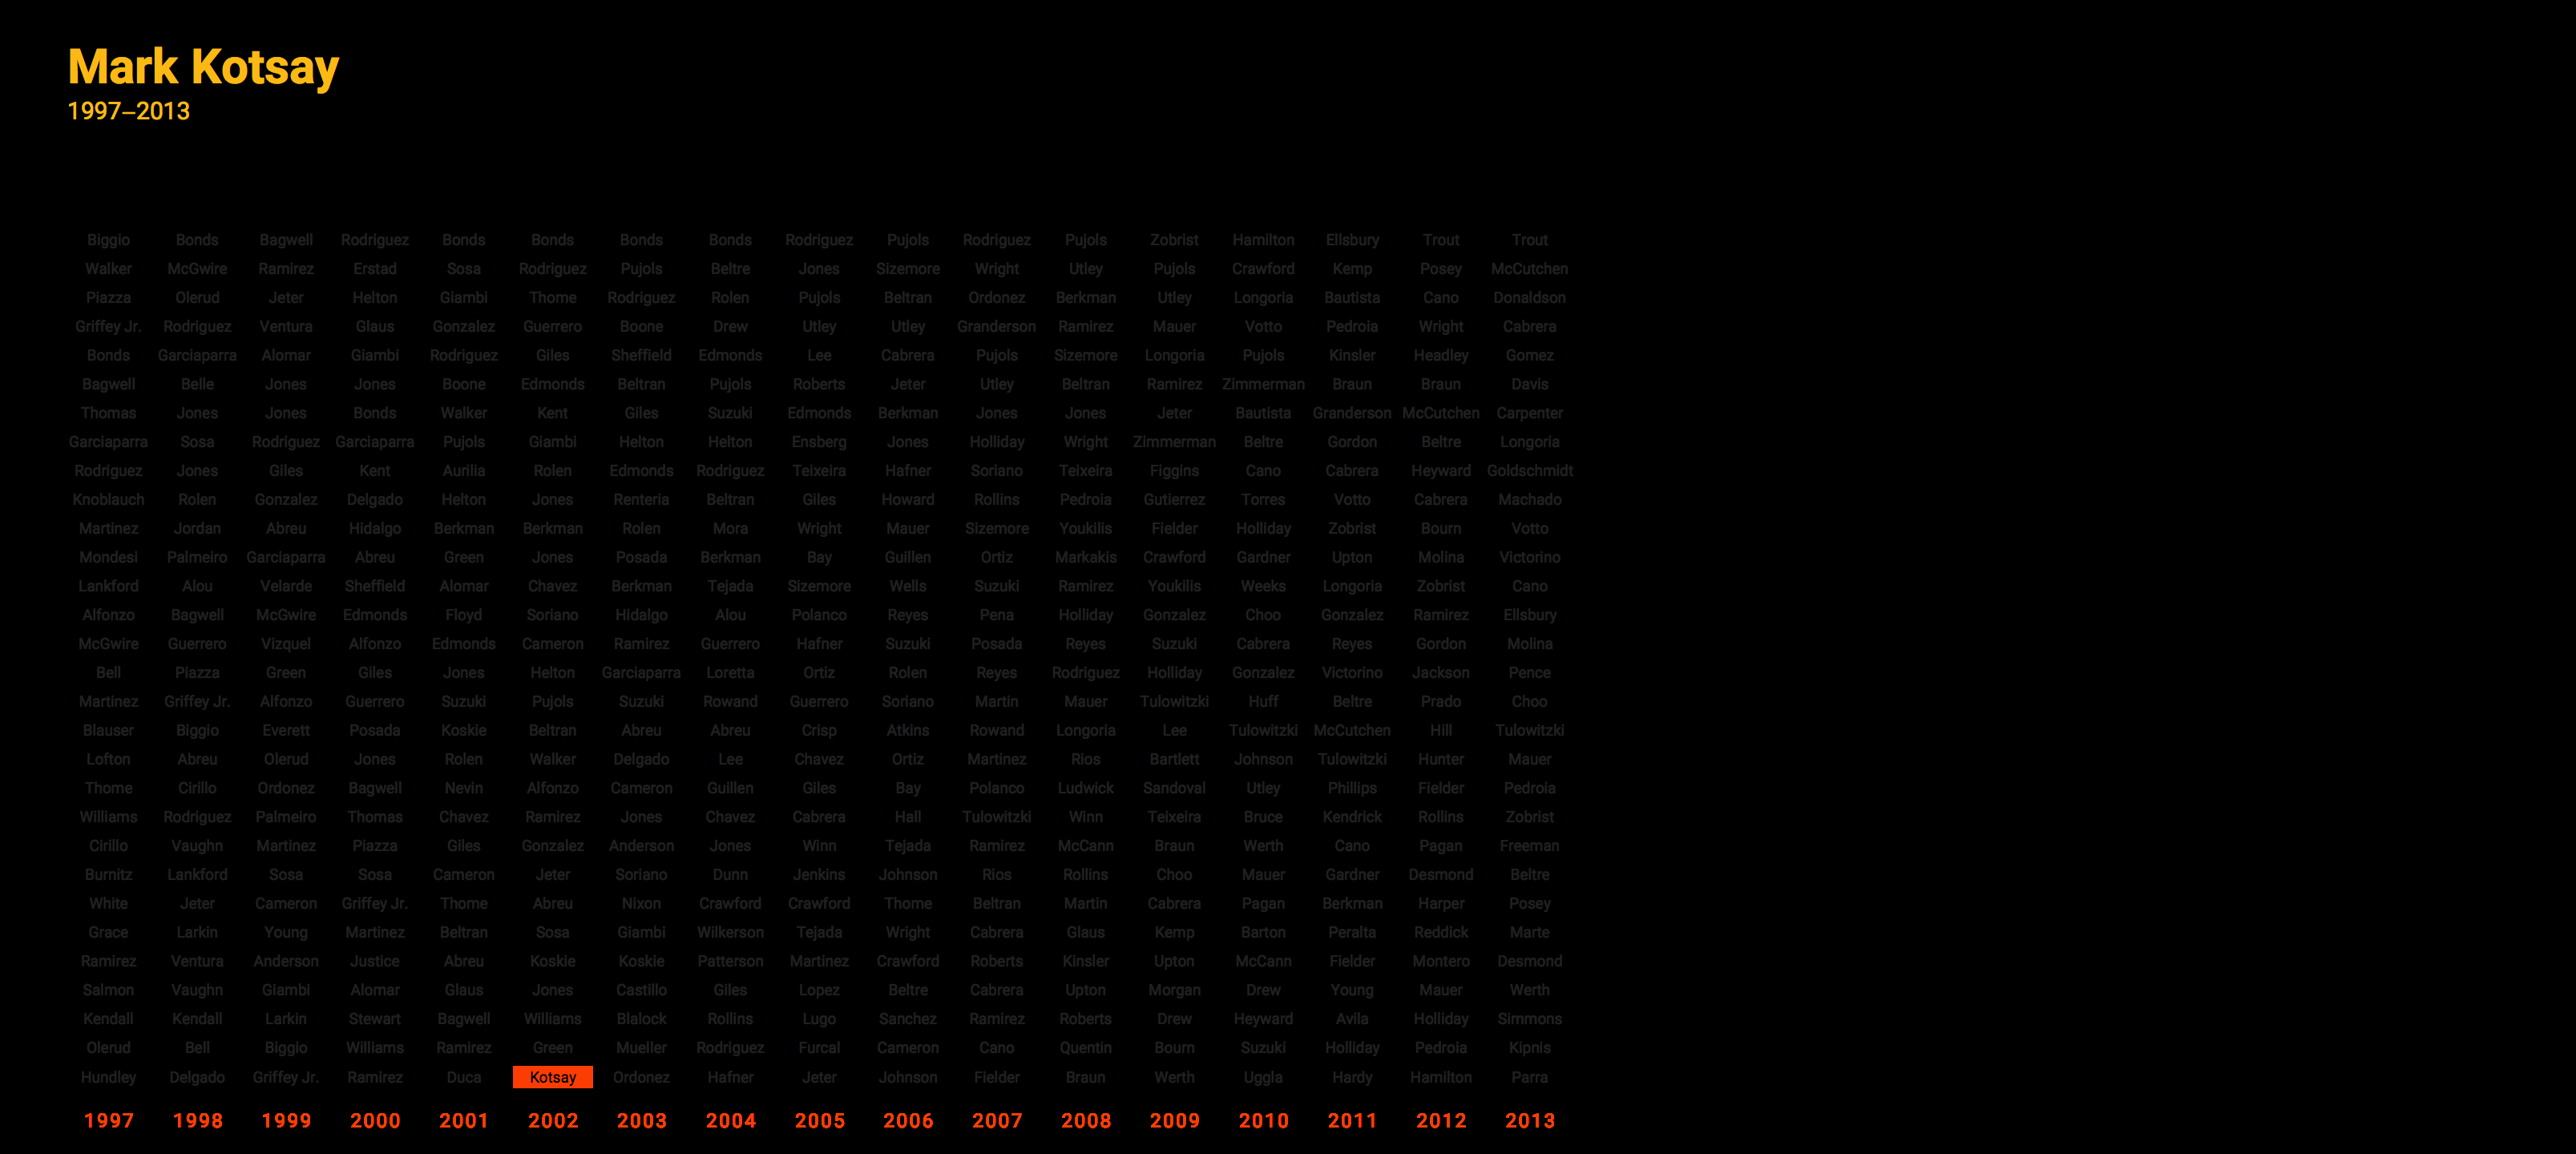 Mark Kotsay
1997–2013
Biggio Bonds Bagwell Rodriguez Bonds Bonds Bonds Bonds Rodriguez Pujols Rodriguez Pujols Zobrist Hamilton Ellsbury Trout Trout
Walker McGwire Ramirez Erstad Sosa Rodriguez Pujols Beltre Jones Sizemore Wright Utley Pujols Crawford Kemp Posey McCutchen
Piazza Olerud Jeter Helton Giambi Thome Rodriguez Rolen Pujols Beltran Ordonez Berkman Utley Longoria Bautista Cano Donaldson
Griffey Jr. Rodriguez Ventura Glaus Gonzalez Guerrero Boone Drew Utley Utley Granderson Ramirez Mauer Votto Pedroia Wright Cabrera
Bonds Garciaparra Alomar Giambi Rodriguez Giles Sheffield Edmonds Lee Cabrera Pujols Sizemore Longoria Pujols Kinsler Headley Gomez
Bagwell Belle Jones Jones Boone Edmonds Beltran Pujols Roberts Jeter Utley Beltran Ramirez Zimmerman Braun Braun Davis
Thomas Jones Jones Bonds Walker Kent Giles Suzuki Edmonds Berkman Jones Jones Jeter Bautista Granderson McCutchen Carpenter
Garciaparra Sosa Rodriguez Garciaparra Pujols Giambi Helton Helton Ensberg Jones Holliday Wright Zimmerman Beltre Gordon Beltre Longoria
Rodriguez Jones Giles Kent Aurilia Rolen Edmonds Rodriguez Teixeira Hafner Soriano Teixeira Figgins Cano Cabrera Heyward Goldschmidt
Knoblauch Rolen Gonzalez Delgado Helton Jones Renteria Beltran Giles Howard Rollins Pedroia Gutierrez Torres Votto Cabrera Machado
Martinez Jordan Abreu Hidalgo Berkman Berkman Rolen Mora Wright Mauer Sizemore Youkilis Fielder Holliday Zobrist Bourn Votto
Mondesi Palmeiro Garciaparra Abreu Green Jones Posada Berkman Bay Guillen Ortiz Markakis Crawford Gardner Upton Molina Victorino
Lankford Alou Velarde Sheffield Alomar Chavez Berkman Tejada Sizemore Wells Suzuki Ramirez Youkilis Weeks Longoria Zobrist Cano
Alfonzo Bagwell McGwire Edmonds Floyd Soriano Hidalgo Alou Polanco Reyes Pena Holliday Gonzalez Choo Gonzalez Ramirez Ellsbury
McGwire Guerrero Vizquel Alfonzo Edmonds Cameron Ramirez Guerrero Hafner Suzuki Posada Reyes Suzuki Cabrera Reyes Gordon Molina
Bell Piazza Green Giles Jones Helton Garciaparra Loretta Ortiz Rolen Reyes Rodriguez Holliday Gonzalez Victorino Jackson Pence
Martinez Griffey Jr. Alfonzo Guerrero Suzuki Pujols Suzuki Rowand Guerrero Soriano Martin Mauer Tulowitzki Huff Beltre Prado Choo
Blauser Biggio Everett Posada Koskie Beltran Abreu Abreu Crisp Atkins Rowand Longoria Lee Tulowitzki McCutchen Hill Tulowitzki
Lofton Abreu Olerud Jones Rolen Walker Delgado Lee Chavez Ortiz Martinez Rios Bartlett Johnson Tulowitzki Hunter Mauer
Thome Cirillo Ordonez Bagwell Nevin Alfonzo Cameron Guillen Giles Bay Polanco Ludwick Sandoval Utley Phillips Fielder Pedroia
Williams Rodriguez Palmeiro Thomas Chavez Ramirez Jones Chavez Cabrera Hall Tulowitzki Winn Teixeira Bruce Kendrick Rollins Zobrist
Cirillo Vaughn Martinez Piazza Giles Gonzalez Anderson Jones Winn Tejada Ramirez McCann Braun Werth Cano Pagan Freeman
Burnitz Lankford Sosa Sosa Cameron Jeter Soriano Dunn Jenkins Johnson Rios Rollins Choo Mauer Gardner Desmond Beltre
White Jeter Cameron Griffey Jr. Thome Abreu Nixon Crawford Crawford Thome Beltran Martin Cabrera Pagan Berkman Harper Posey
Grace Larkin Young Martinez Beltran Sosa Giambi Wilkerson Tejada Wright Cabrera Glaus Kemp Barton Peralta Reddick Marte
Ramirez Ventura Anderson Justice Abreu Koskie Koskie Patterson Martinez Crawford Roberts Kinsler Upton McCann Fielder Montero Desmond
Salmon Vaughn Giambi Alomar Glaus Jones Castillo Giles Lopez Beltre Cabrera Upton Morgan Drew Young Mauer Werth
Kendall Kendall Larkin Stewart Bagwell Williams Blalock Rollins Lugo Sanchez Ramirez Roberts Drew Heyward Avila Holliday Simmons
Olerud Bell Biggio Williams Ramirez Green Mueller Rodriguez Furcal Cameron Cano Quentin Bourn Suzuki Holliday Pedroia Kipnis
Hundley Delgado Griffey Jr. Ramirez Duca Kotsay Ordonez Hafner Jeter Johnson Fielder Braun Werth Uggla Hardy Hamilton Parra
1997 1998 1999 2000 2001 2002 2003 2004 2005 2006 2007 2008 2009 2010 2011 2012 2013